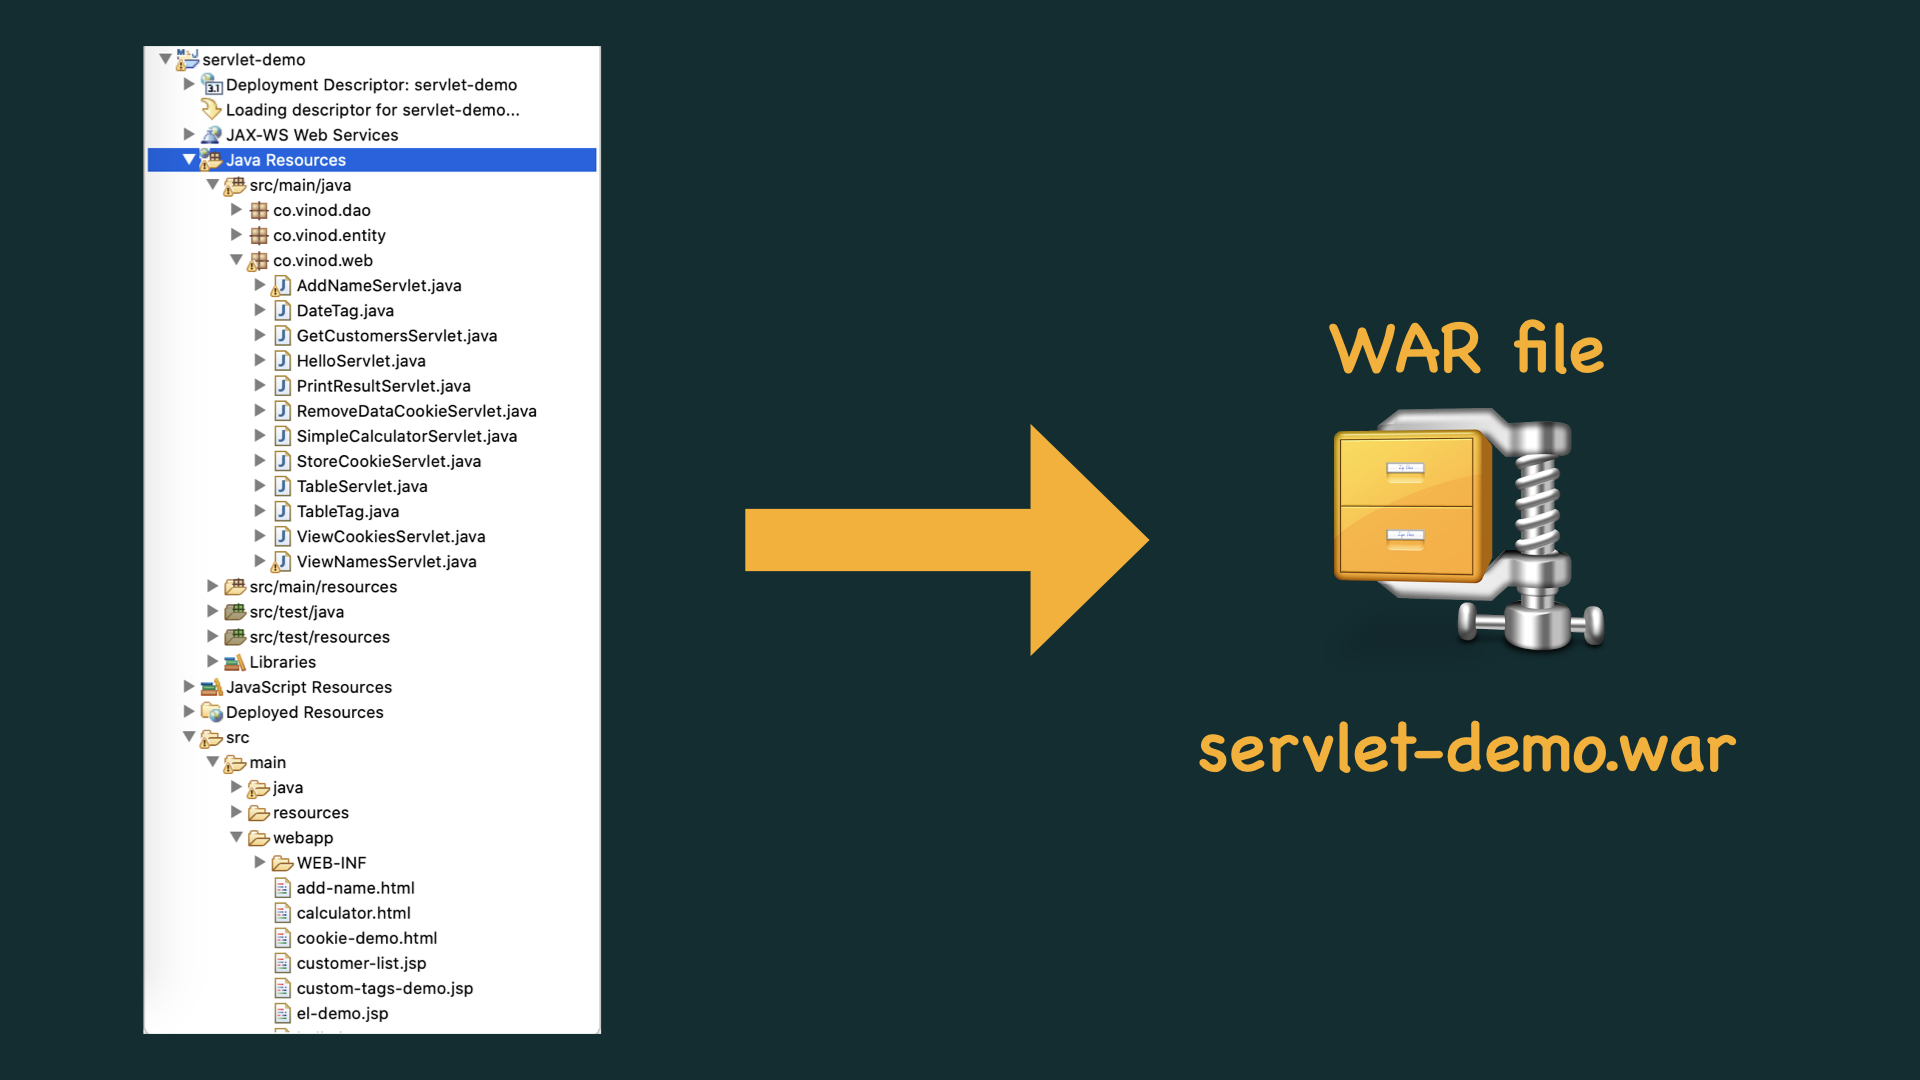 servlet-demo
Deployment Descriptor: servlet-demo
Loading descriptor for servlet-demo...
JAX-WS Web Services
Java Resources
src/main/java
co.vinod.dao
co.vinod.entity
co.vinod.web
AddNameServlet.java
DateTag.java
GetCustomersServlet.java
HelloServlet.java
PrintResultServlet.java
RemoveDataCookieServlet.java
SimpleCalculatorServlet.java
StoreCookieServlet.java
TableServlet.java
TableTag.java
ViewCookiesServlet.java
ViewNamesServlet.java
src/main/resources
src/test/java
src/test/resources
Libraries
JavaScript Resources
Deployed Resources
src
main
java
resources
webapp
WEB-INF
add-name.html
calculator.html
cookie-demo.html
customer-list.jsp
custom-tags-demo.jsp
el-demo.jsp
WAR file
servlet-demo.war